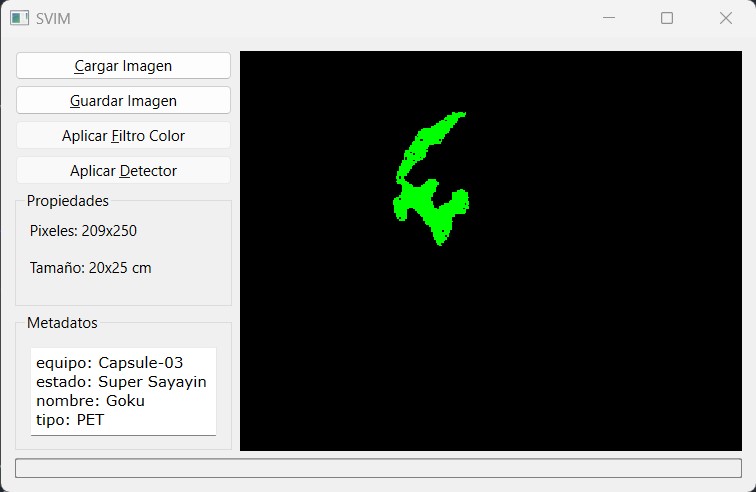 SVIM
Cargar Imagen
Guardar Imagen
Aplicar Filtro Color
Aplicar Detector
Propiedades
Pixeles: 209x250
Tamaño: 20x25 cm
Metadatos
equipo: Capsule-03
estado: Super Sayayin
nombre: Goku
tipo: PET